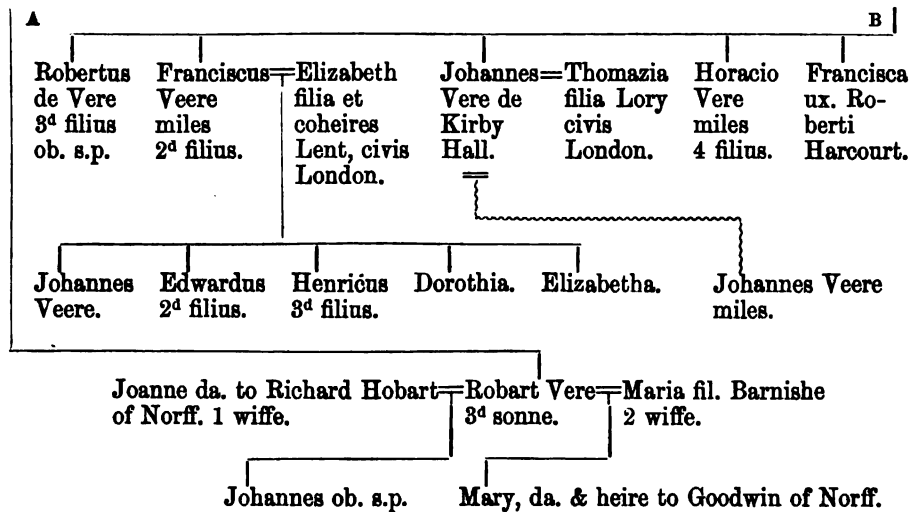 A B
Robertus Franciscus Elizabeth Johannes Thomazia Horacio Francisca
de Vere Veere filia et Vere de filia Lory Vere ux. Ro-
3d filius miles coheires Kirby civis miles berti
ob. s.p. 2d filius. Lent, civis Hall. London. 4 filius. Harcourt.
London.
Johannes Edwardus Henricus Dorothia. Elizabetha. Johannes Veere
Veere. 2d filius. 3d filius. miles.
Joanne da. to Richard Hobart Robart Vere Maria fil. Barnishe
of Norff. 1 wiffe. 3d sonne. 2 wiffe.
Johannes ob. s.p. Mary, da. & heire to Goodwin of Norff.